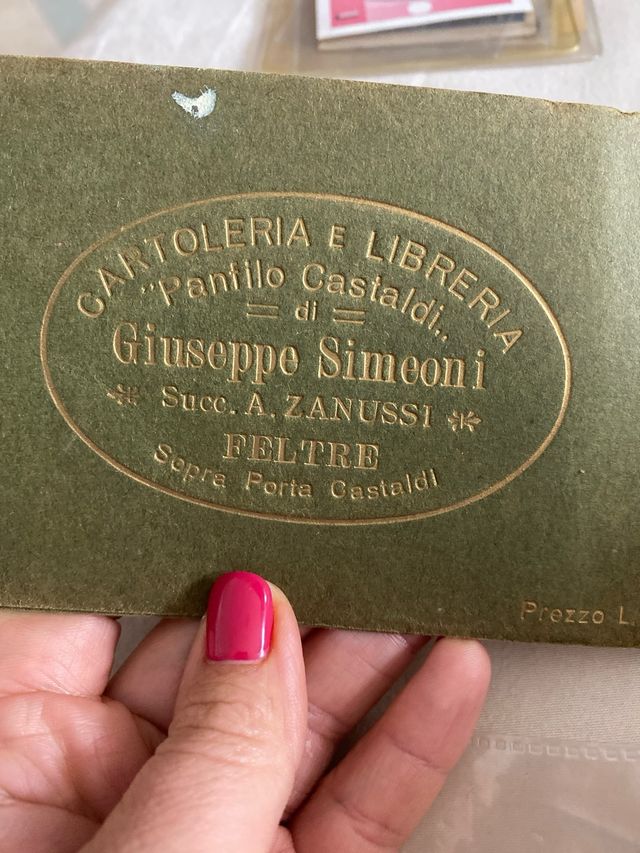 CARTOLERIA E LIBRERIA
"Panfilo Castaldi„
di
Giuseppe Simeoni
Succ. A. ZANUSSI
FELTRE
Sopra Porta Castaldi
Prezzo L.